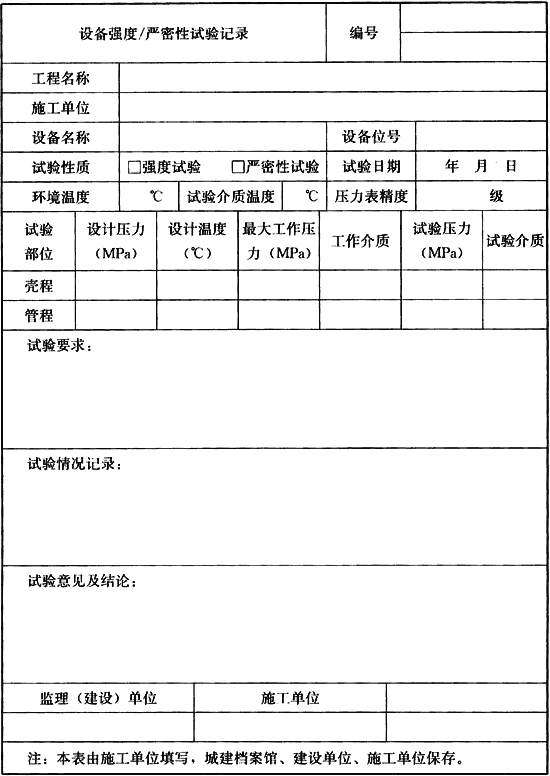 设备强度/严密性试验记录 编号
工程名称
施工单位
设备名称 设备位号
试验性质 □强度试验 □严密性试验 试验日期 年 月 日
环境温度 ℃ 试验介质温度 ℃ 压力表精度 级
试验部位 设计压力（MPa） 设计温度（℃） 最大工作压力（MPa） 工作介质 试验压力（MPa） 试验介质
壳程
管程
试验要求：
试验情况记录：
试验意见及结论：
监理（建设）单位 施工单位
注：本表由施工单位填写，城建档案馆、建设单位、施工单位保存。